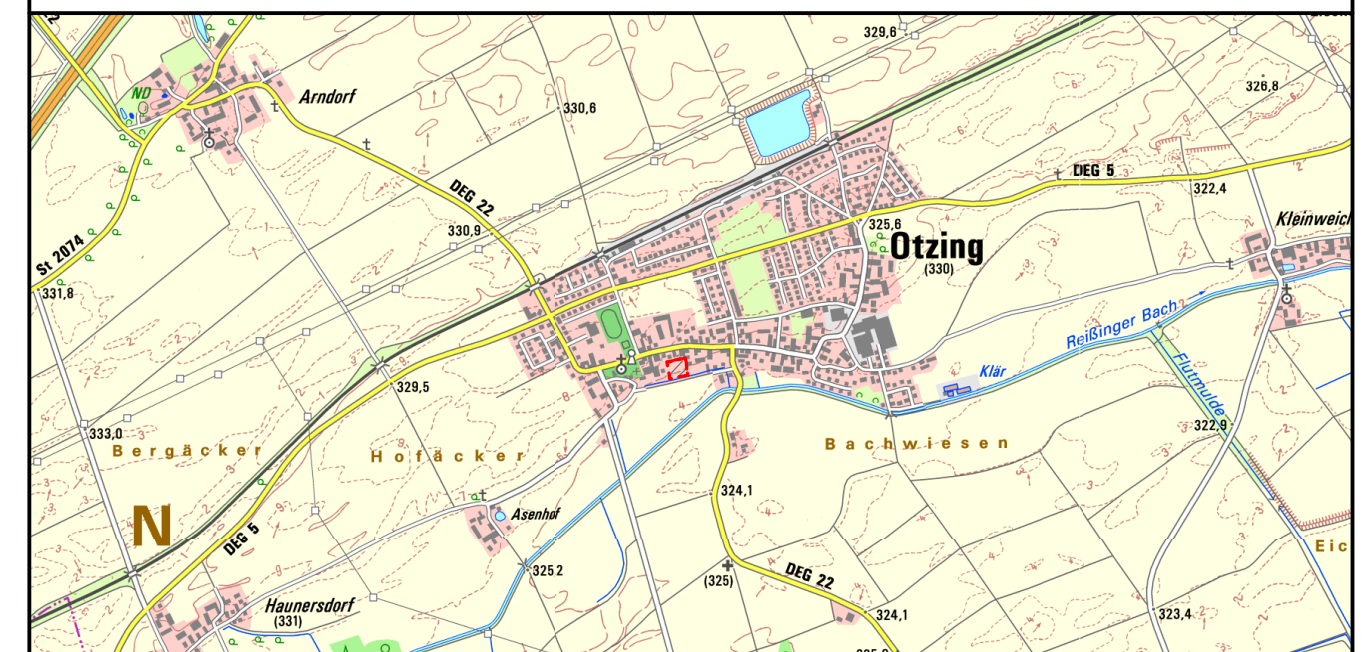 329,6
326,8
ND
Arndorf
330,6
DEG 5
322,4
DEG 22
330,9
325,6
Otzing
(330)
Kleinweich
St 2074
331,8
Reißinger Bach
329,5
Klär
Flutmulde
333,0
322,9
Bergäcker
Hofäcker
Bachwiesen
324,1
N
Asenhof
DEG 5
Eic
325 2
(325)
DEG 22
Haunersdorf
(331)
324,1
323,4